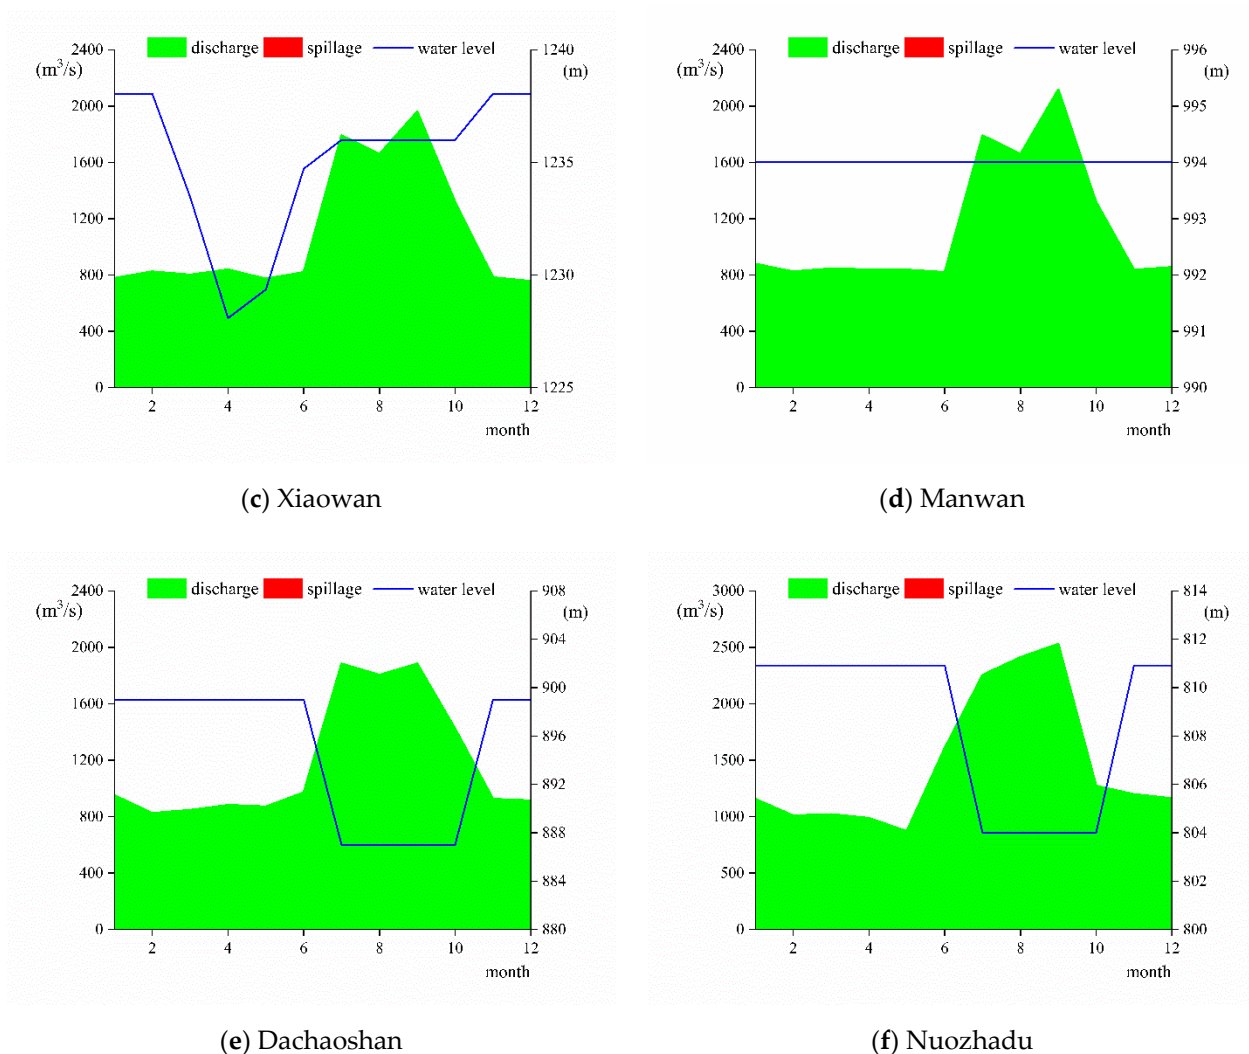 discharge spillage water level
(m³/s) (m)
2400 2000 1600 1200 800 400 0
1240 1235 1230 1225
2 4 6 8 10 12
month
(c) Xiaowan
discharge spillage water level
(m³/s) (m)
2400 2000 1600 1200 800 400 0
996 995 994 993 992 991 990
2 4 6 8 10 12
month
(d) Manwan
discharge spillage water level
(m³/s) (m)
2400 2000 1600 1200 800 400 0
908 904 900 896 892 888 884 880
2 4 6 8 10 12
month
(e) Dachaoshan
discharge spillage water level
(m³/s) (m)
3000 2500 2000 1500 1000 500 0
814 812 810 808 806 804 802 800
2 4 6 8 10 12
month
(f) Nuozhadu